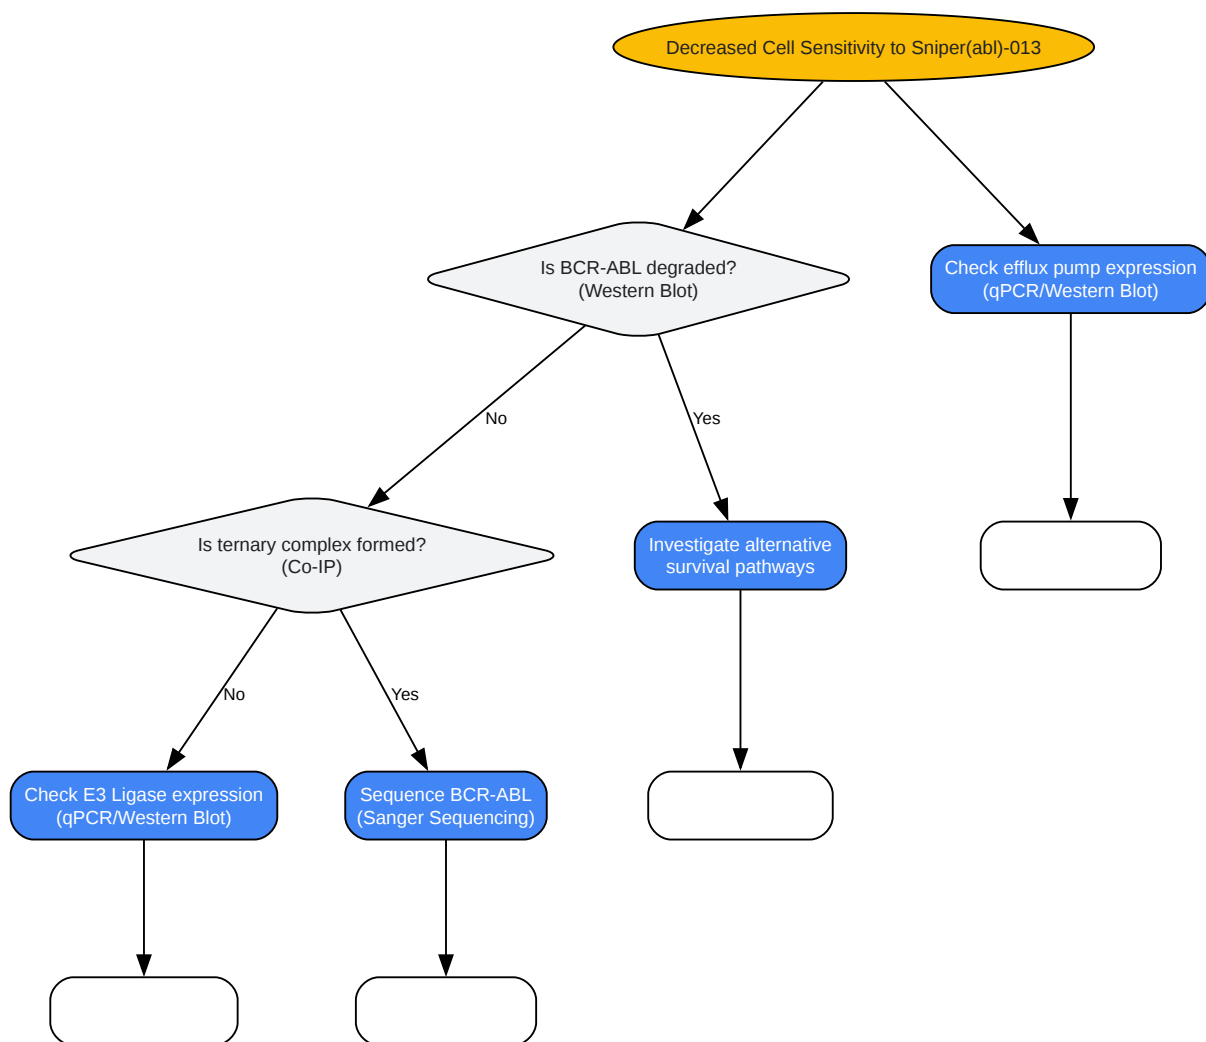 Decreased Cell Sensitivity to Sniper(abl)-013
Is BCR-ABL degraded?
(Western Blot)
Check efflux pump expression
(qPCR/Western Blot)
No
Yes
Is ternary complex formed?
(Co-IP)
Investigate alternative
survival pathways
No
Yes
Check E3 Ligase expression
(qPCR/Western Blot)
Sequence BCR-ABL
(Sanger Sequencing)